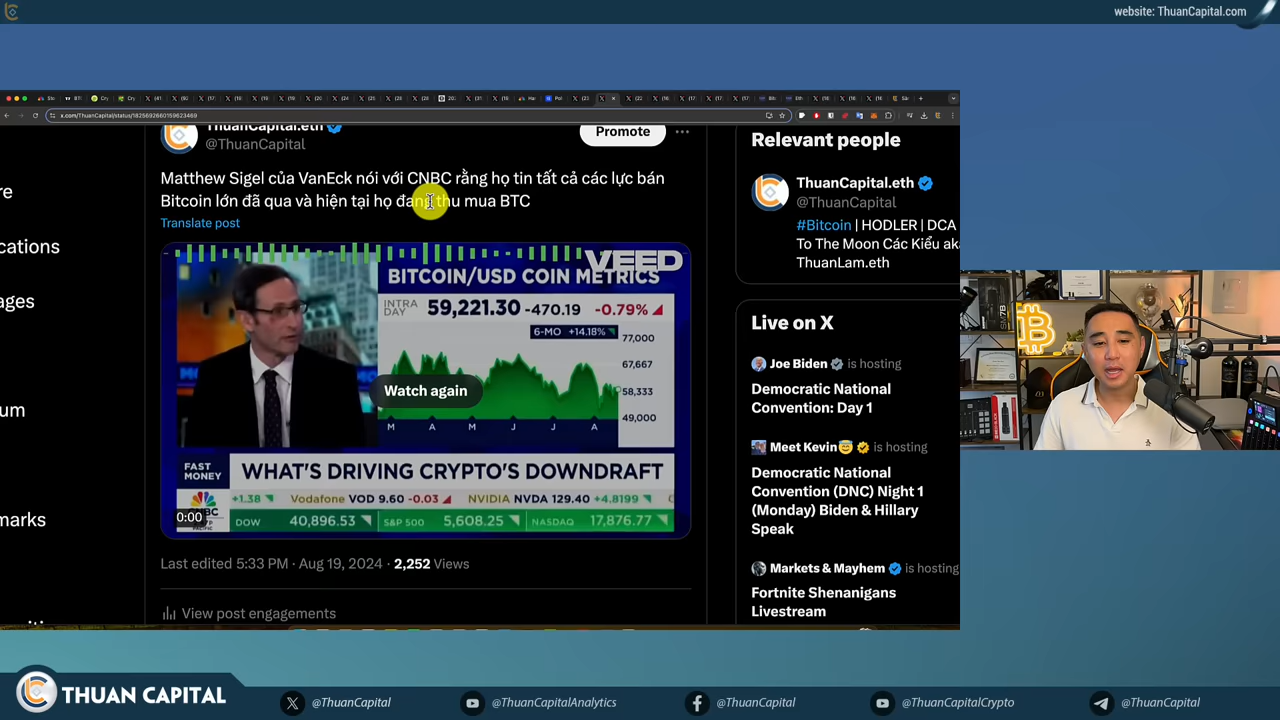 website: ThuanCapital.com
x.com/ThuanCapital/status/1825692660159623469
ThuanCapital.eth
@ThuanCapital
Promote
Matthew Sigel của VanEck nói với CNBC rằng họ tin tất cả các lực bán
Bitcoin lớn đã qua và hiện tại họ đang thu mua BTC
Translate post
VEED
BITCOIN/USD COIN METRICS
INTRA DAY 59,221.30 -470.19 -0.79%
6-MO +14.18%
77,000
67,667
58,333
49,000
M A M J J A
Watch again
FAST MONEY
WHAT'S DRIVING CRYPTO'S DOWNDRAFT
+1.38 Vodafone VOD 9.60 -0.03 NVIDIA NVDA 129.40 +4.8199
0:00
DOW 40,896.53 S&P 500 5,608.25 NASDAQ 17,876.77
Last edited 5:33 PM · Aug 19, 2024 · 2,252 Views
View post engagements
re
cations
ages
um
marks
Relevant people
ThuanCapital.eth
@ThuanCapital
#Bitcoin | HODLER | DCA
To The Moon Các Kiểu aka
ThuanLam.eth
Live on X
Joe Biden is hosting
Democratic National
Convention: Day 1
Meet Kevin is hosting
Democratic National
Convention (DNC) Night 1
(Monday) Biden & Hillary
Speak
Markets & Mayhem is hosting
Fortnite Shenanigans
Livestream
THUAN CAPITAL
@ThuanCapital
@ThuanCapitalAnalytics
@ThuanCapital
@ThuanCapitalCrypto
@ThuanCapital